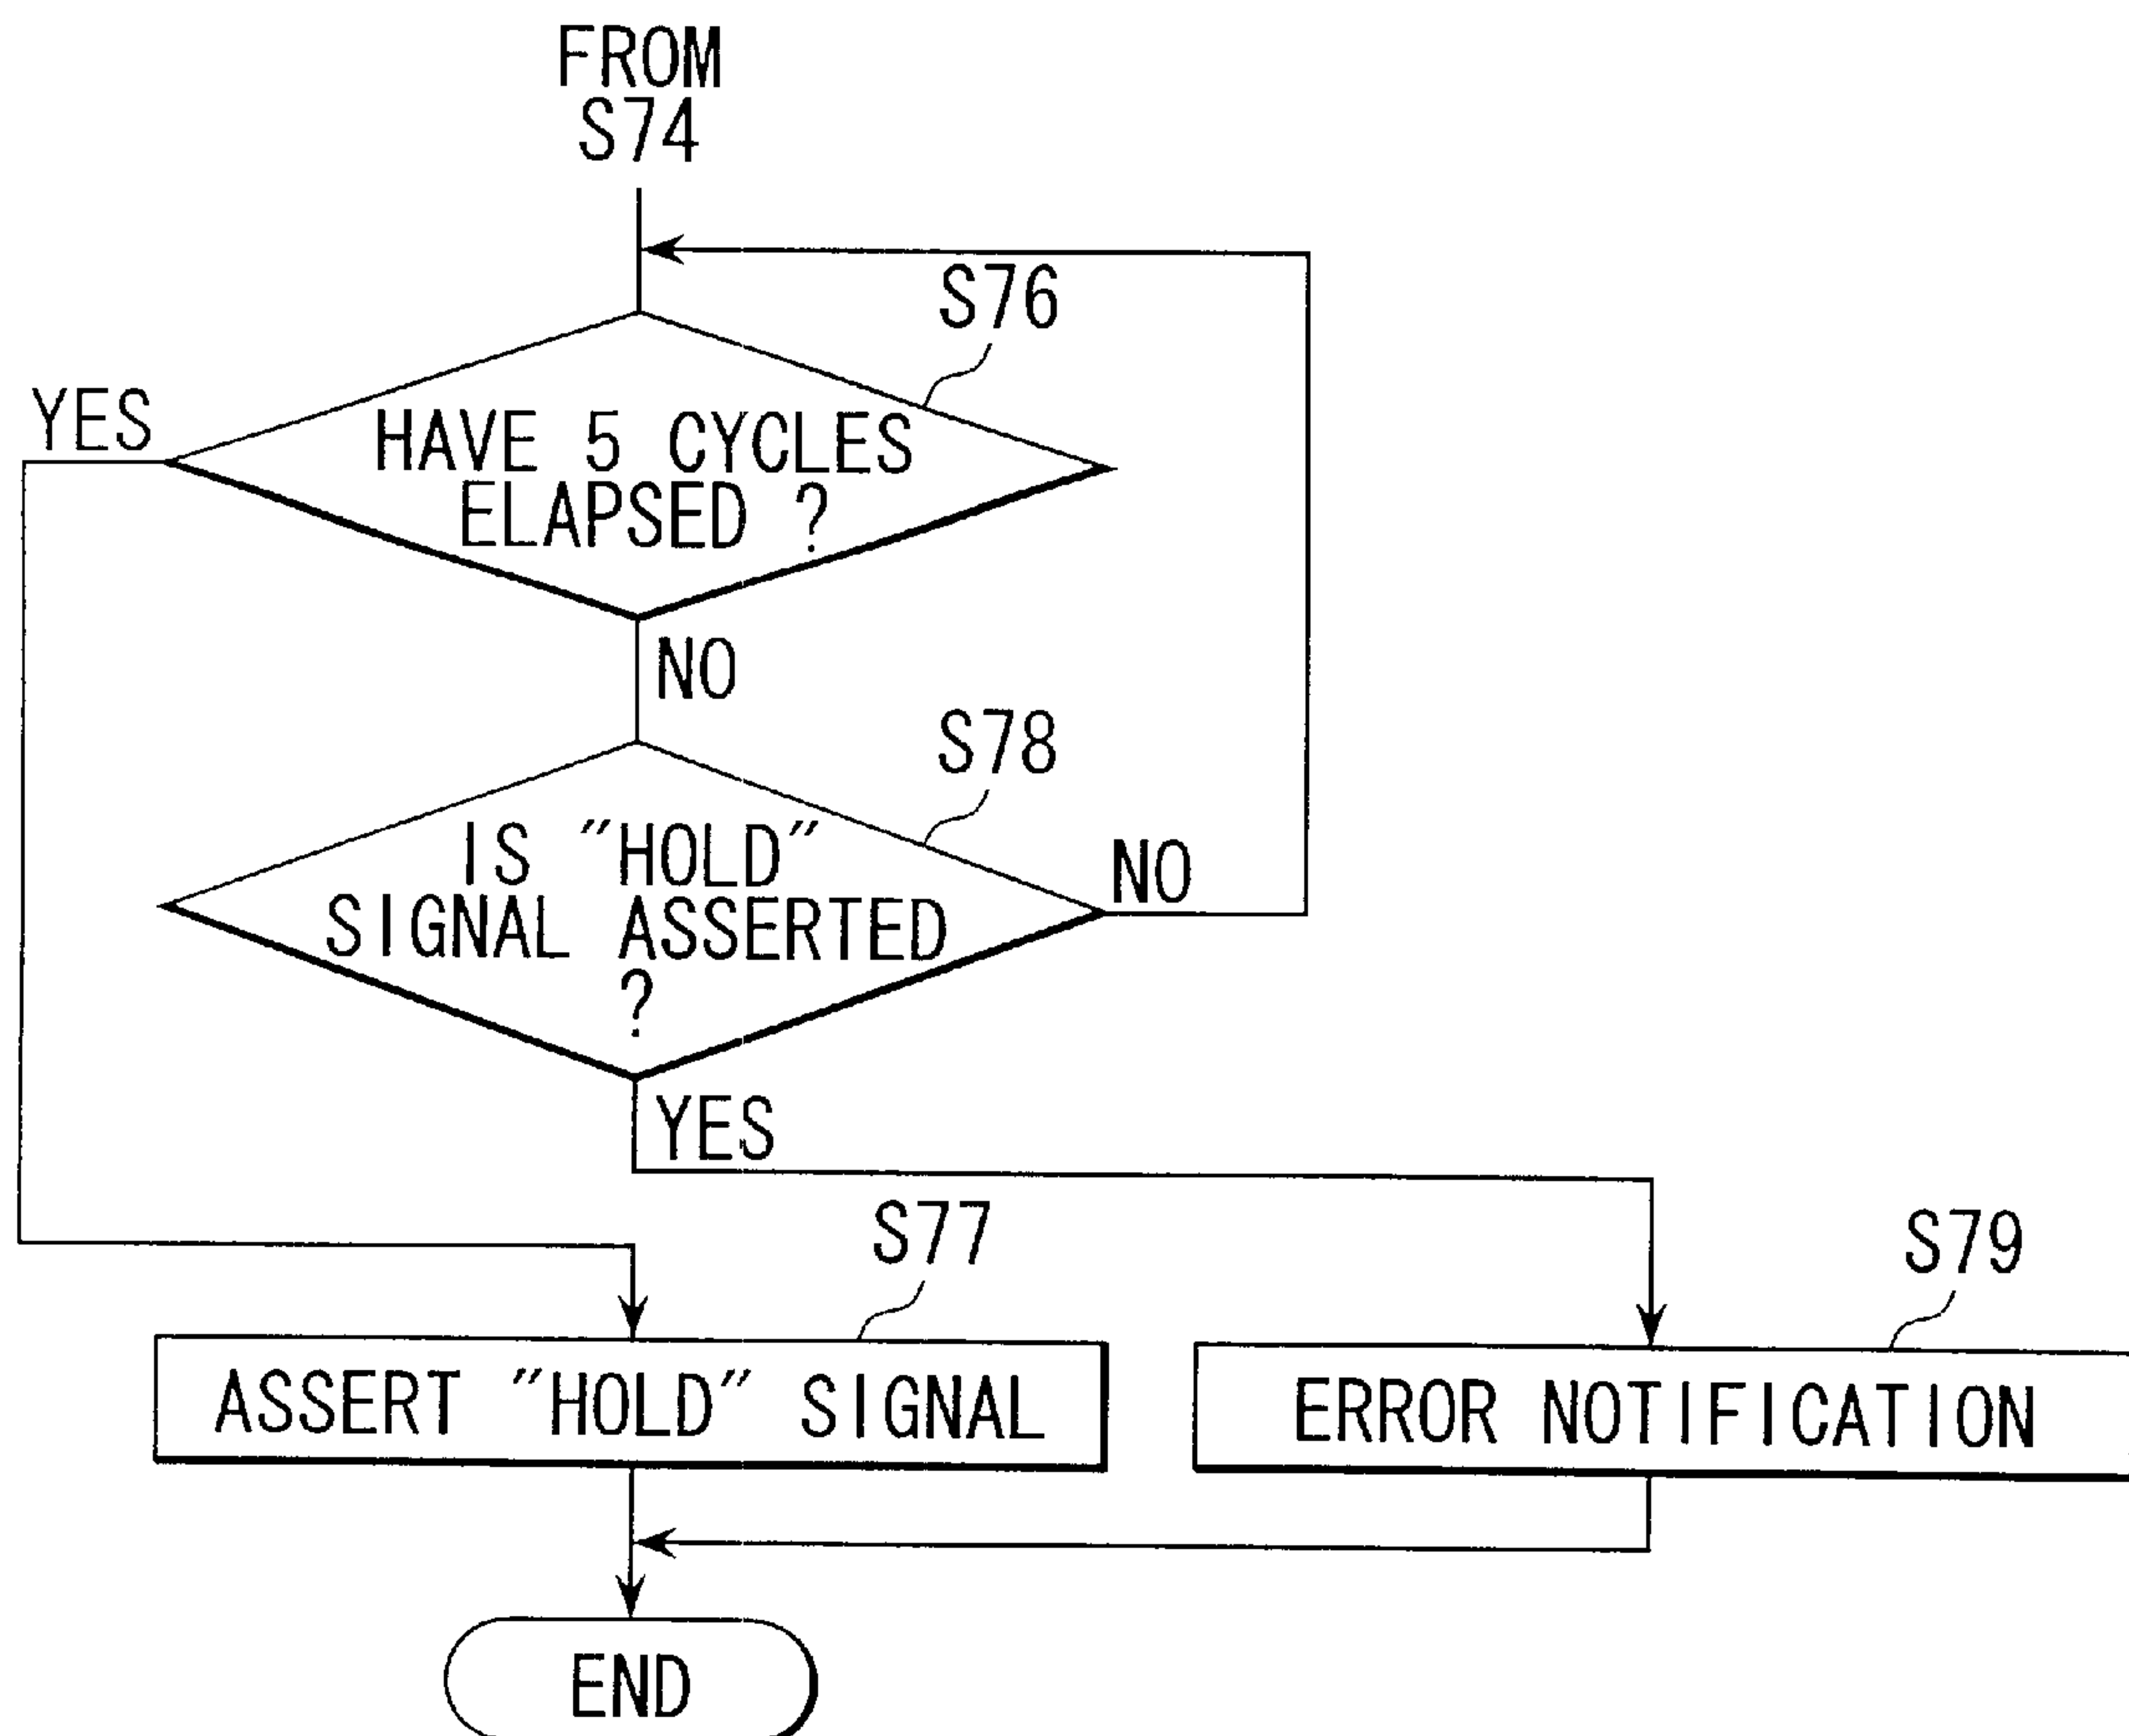 FROM
S74
S76
YES
HAVE 5 CYCLES
ELAPSED ?
NO
S78
IS "HOLD"
SIGNAL ASSERTED
?
NO
YES
S77
S79
ASSERT "HOLD" SIGNAL
ERROR NOTIFICATION
END